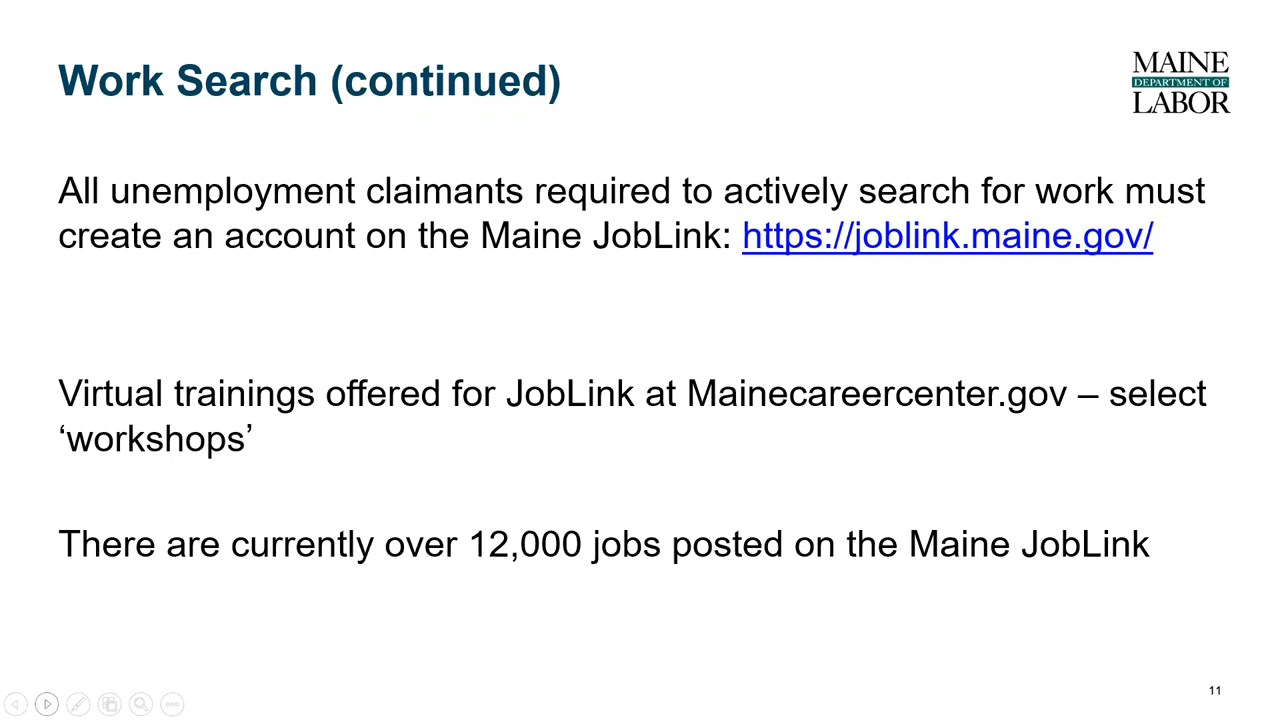 Work Search (continued)
MAINE
DEPARTMENT OF
LABOR
All unemployment claimants required to actively search for work must
create an account on the Maine JobLink: https://joblink.maine.gov/
Virtual trainings offered for JobLink at Mainecareercenter.gov – select
‘workshops’
There are currently over 12,000 jobs posted on the Maine JobLink
11